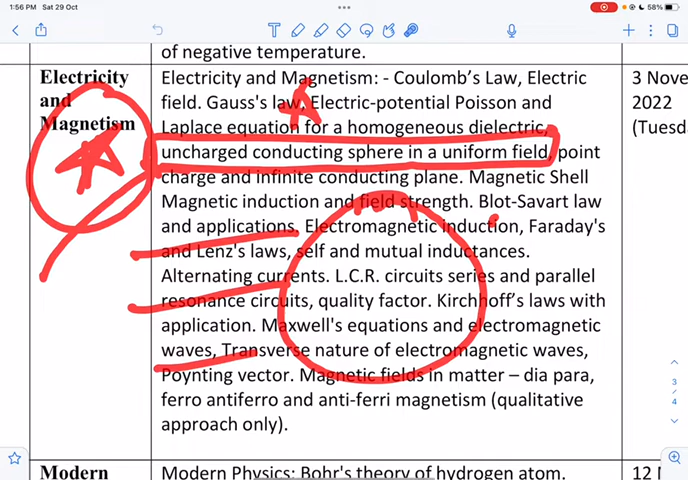 1:56 PM Sat 29 Oct
58%
of negative temperature.
Electricity and Magnetism
Electricity and Magnetism: - Coulomb's Law, Electric
field. Gauss's law, Electric-potential Poisson and
Laplace equation for a homogeneous dielectric,
uncharged conducting sphere in a uniform field, point
charge and infinite conducting plane. Magnetic Shell
Magnetic induction and field strength. Blot-Savart law
and applications. Electromagnetic induction, Faraday's
and Lenz's laws, self and mutual inductances.
Alternating currents. L.C.R. circuits series and parallel
resonance circuits, quality factor. Kirchhoff's laws with
application. Maxwell's equations and electromagnetic
waves, Transverse nature of electromagnetic waves,
Poynting vector. Magnetic fields in matter – dia para,
ferro antiferro and anti-ferri magnetism (qualitative
approach only).
3 Nove
2022
(Tuesda
3
4
Modern
Modern Physics: Bohr's theory of hydrogen atom.